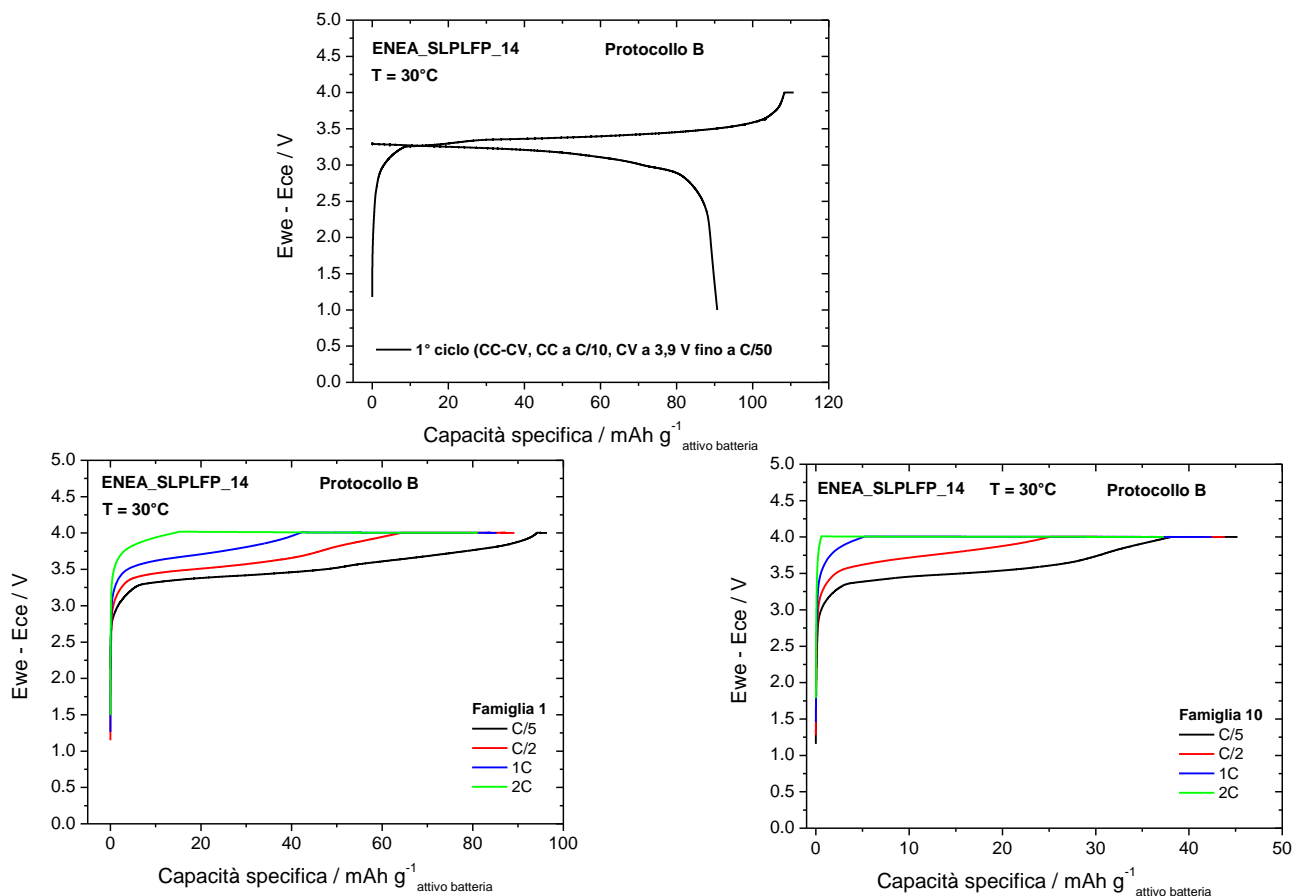 5.0
4.5
4.0
3.5
3.0
2.5
2.0
1.5
1.0
0.5
0.0
Ewe - Ece / V
ENEA_SLPLFP_14 Protocollo B
T = 30°C
1° ciclo (CC-CV, CC a C/10, CV a 3,9 V fino a C/50
0 20 40 60 80 100 120
Capacità specifica / mAh g-1 attivo batteria
5.0
4.5
4.0
3.5
3.0
2.5
2.0
1.5
1.0
0.5
0.0
Ewe - Ece / V
ENEA_SLPLFP_14 Protocollo B
T = 30°C
Famiglia 1
C/5
C/2
1C
2C
0 20 40 60 80 100
Capacità specifica / mAh g-1 attivo batteria
5.0
4.5
4.0
3.5
3.0
2.5
2.0
1.5
1.0
0.5
0.0
Ewe - Ece / V
ENEA_SLPLFP_14 T = 30°C Protocollo B
Famiglia 10
C/5
C/2
1C
2C
0 10 20 30 40 50
Capacità specifica / mAh g-1 attivo batteria